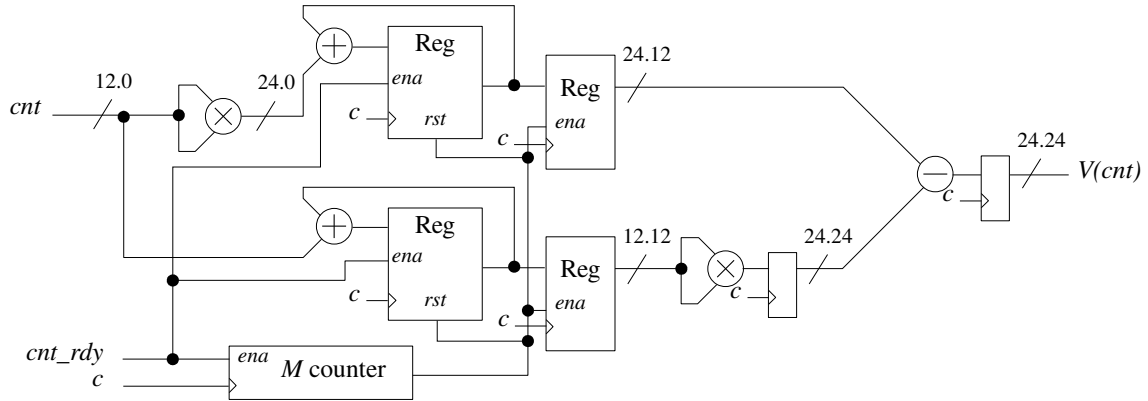 24.12
Reg
12.0
24.0
ena
Reg
cnt
c
rst
ena
c
24.24
V(cnt)
c
Reg
12.12
24.24
ena
Reg
c
rst
ena
c
c
cnt_rdy
ena
M counter
c